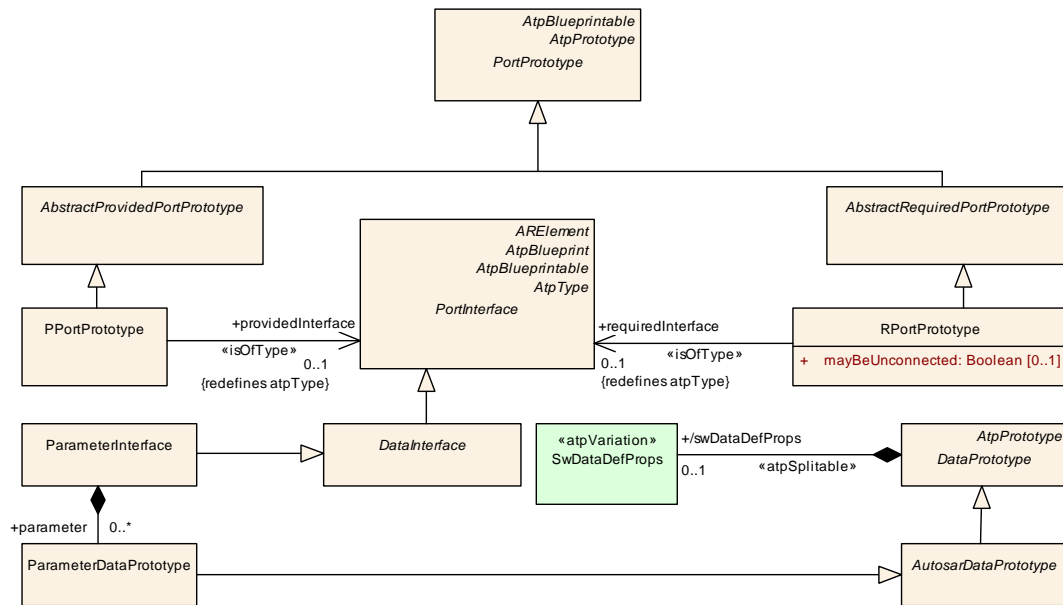 AtpBlueprintable
AtpPrototype
PortPrototype
AbstractProvidedPortPrototype
AbstractRequiredPortPrototype
ARElement
AtpBlueprint
AtpBlueprintable
AtpType
PortInterface
PPortPrototype
+providedInterface
«isOfType»
0..1
{redefines atpType}
+requiredInterface
«isOfType»
0..1
{redefines atpType}
RPortPrototype
+ mayBeUnconnected: Boolean [0..1]
ParameterInterface
DataInterface
«atpVariation»
SwDataDefProps
+/swDataDefProps
0..1
«atpSplitable»
AtpPrototype
DataPrototype
+parameter
0..*
ParameterDataPrototype
AutosarDataPrototype